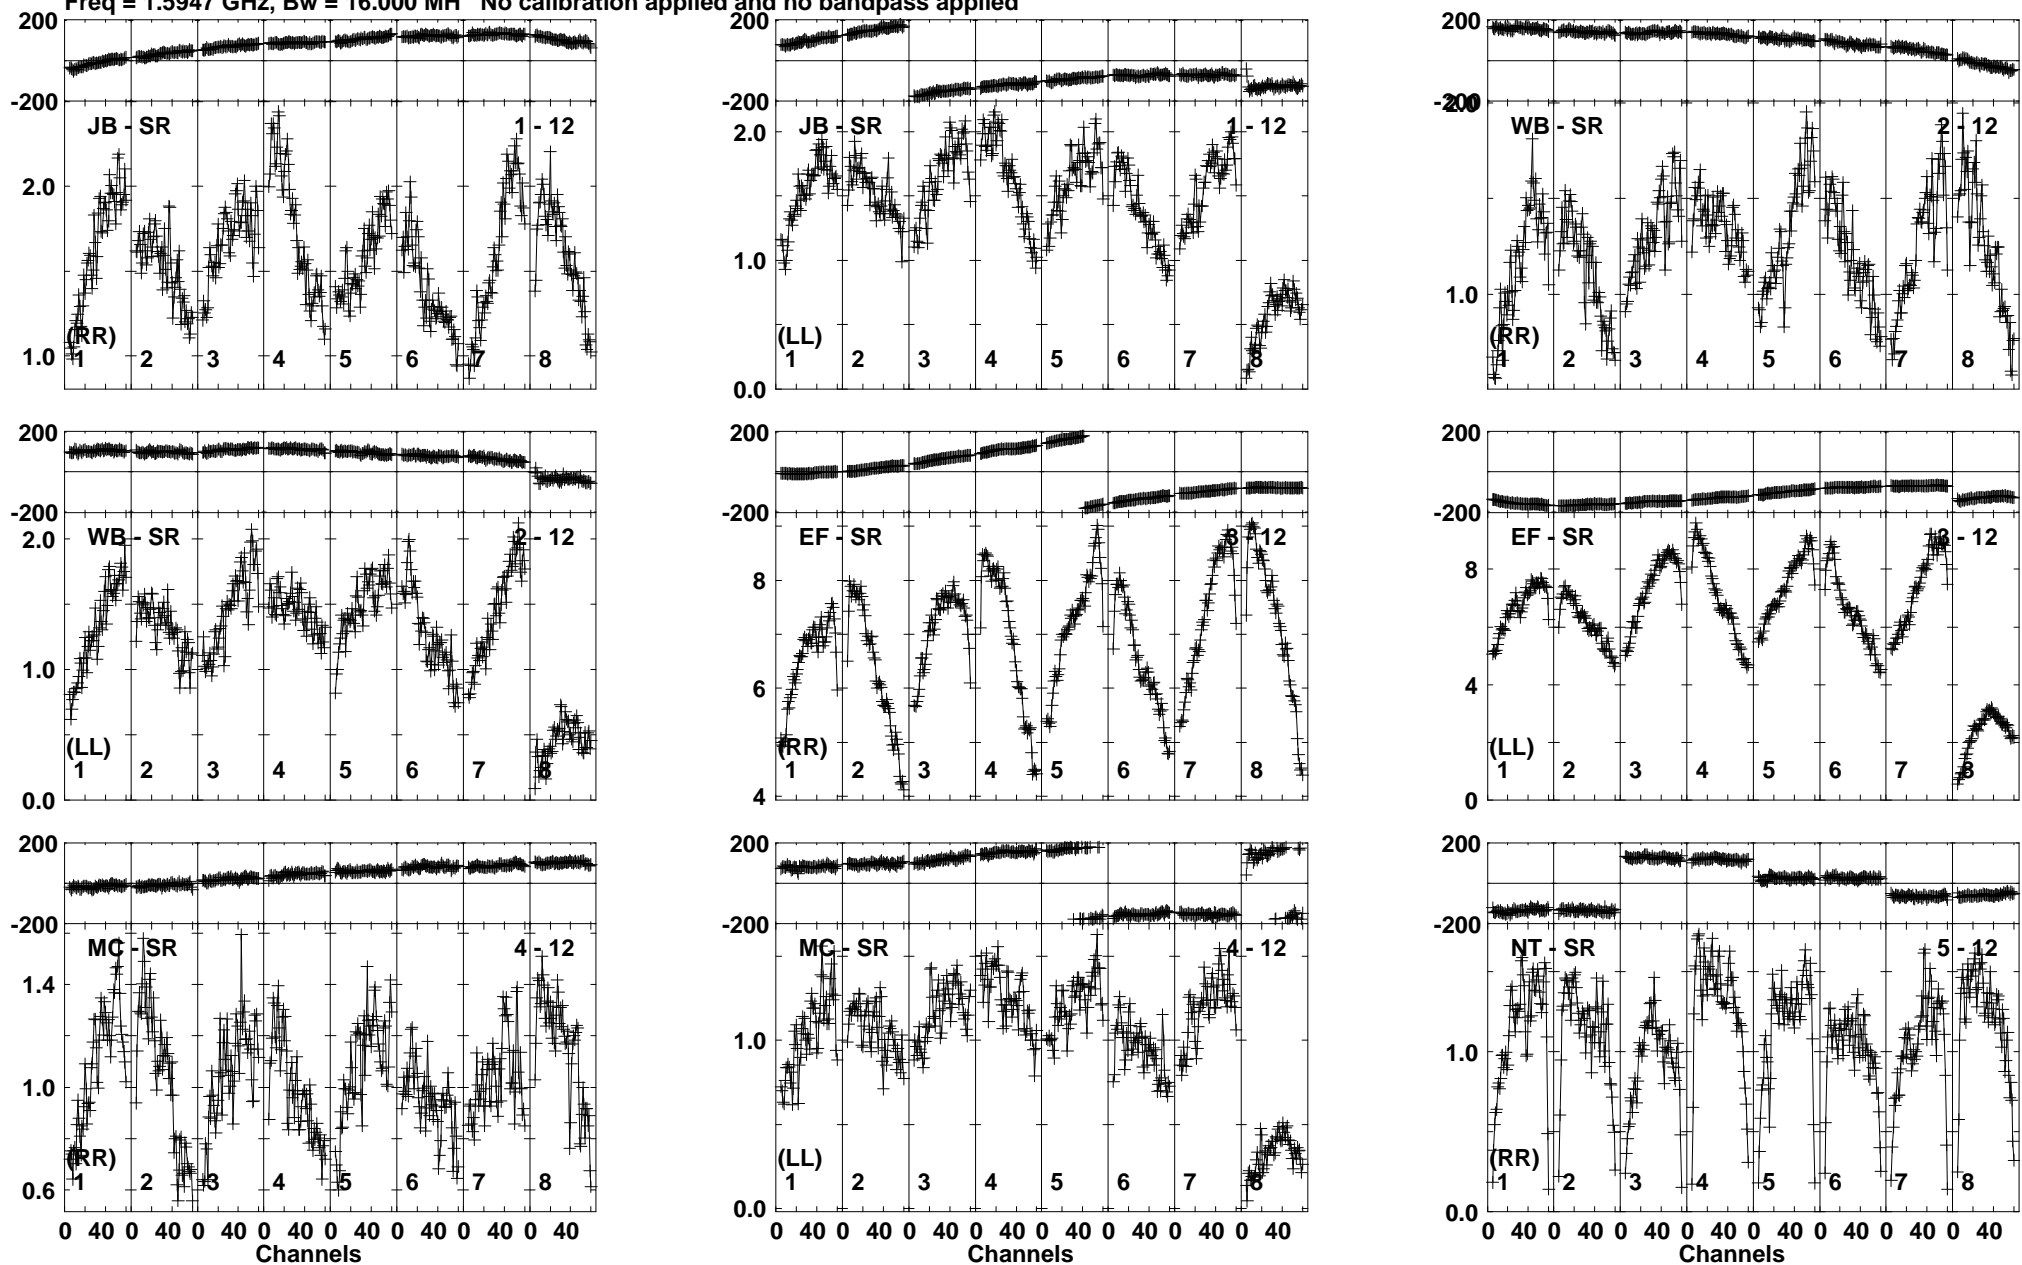 Freq = 1.5947 GHz, Bw = 16.000 MH No calibration applied and no bandpass applied
200 200 200
-200 -200 -200
JB - SR 1 - 12 JB - SR 1 - 12 WB - SR 2 - 12
2.0 2.0 2.0
1.0 1.0 1.0
0.0
(RR) (LL) (RR)
1 2 3 4 5 6 7 8 1 2 3 4 5 6 7 8 1 2 3 4 5 6 7 8
200 200 200
-200 -200 -200
WB - SR 2 - 12 EF - SR 3 - 12 EF - SR 3 - 12
2.0 8 8
1.0 6 4
0.0 4 0
(LL) (RR) (LL)
1 2 3 4 5 6 7 8 1 2 3 4 5 6 7 8 1 2 3 4 5 6 7 8
200 200 200
-200 -200 -200
MC - SR 4 - 12 MC - SR 4 - 12 NT - SR 5 - 12
1.4 1.0 1.0
1.0 0.0 0.0
0.6
(RR) (LL) (RR)
1 2 3 4 5 6 7 8 1 2 3 4 5 6 7 8 1 2 3 4 5 6 7 8
0 40 0 40 0 40 0 40 0 40 0 40 0 40 0 40 0 40 0 40 0 40 0 40 0 40 0 40 0 40 0 40 0 40 0 40 0 40 0 40 0 40 0 40 0 40 0 40
Channels Channels Channels